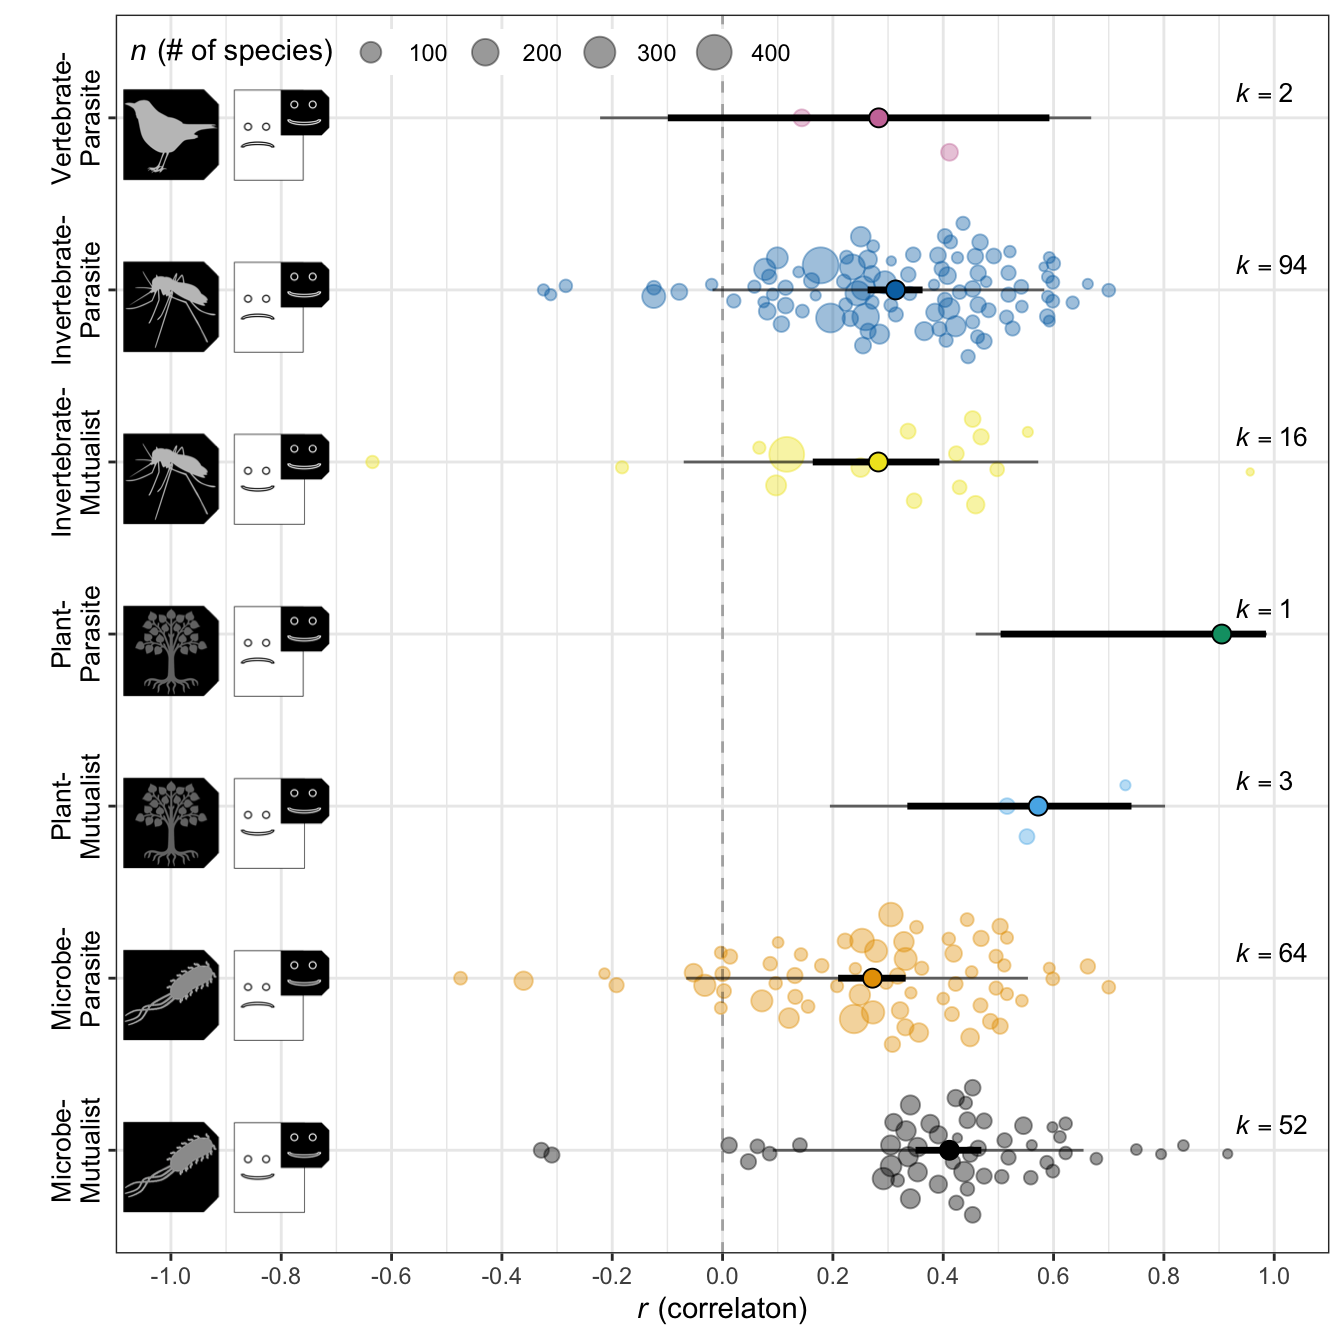 n (# of species) 100 200 300 400
Vertebrate-
Parasite
k = 2
Invertebrate-
Parasite
k = 94
Invertebrate-
Mutualist
k = 16
Plant-
Parasite
k = 1
Plant-
Mutualist
k = 3
Microbe-
Parasite
k = 64
Microbe-
Mutualist
k = 52
-1.0 -0.8 -0.6 -0.4 -0.2 0.0 0.2 0.4 0.6 0.8 1.0
r (correlaton)